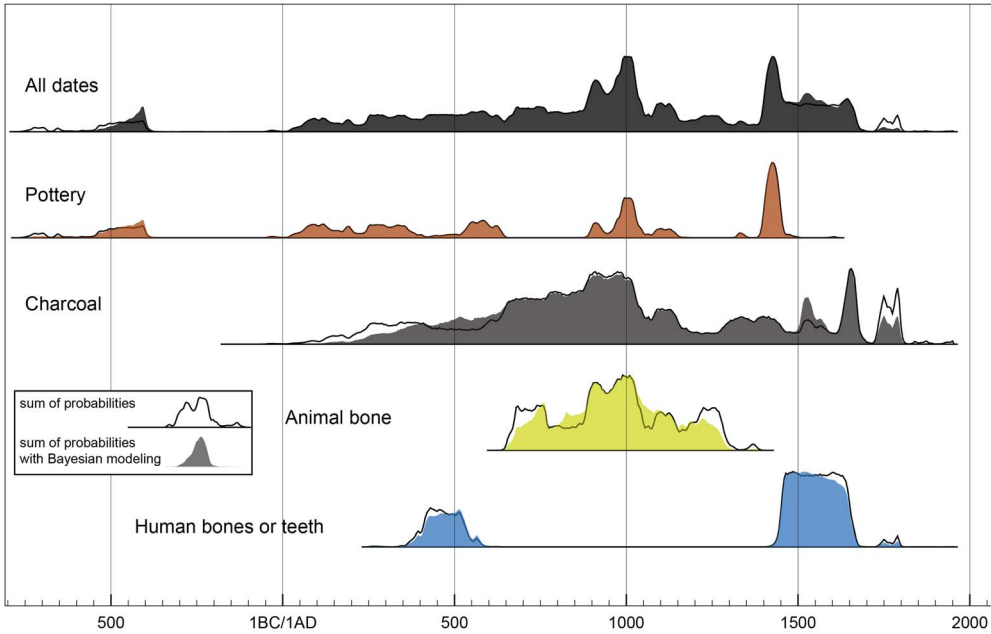 All dates
Pottery
Charcoal
sum of probabilities
sum of probabilities
with Bayesian modeling
Animal bone
Human bones or teeth
500
1BC/1AD
500
1000
1500
2000